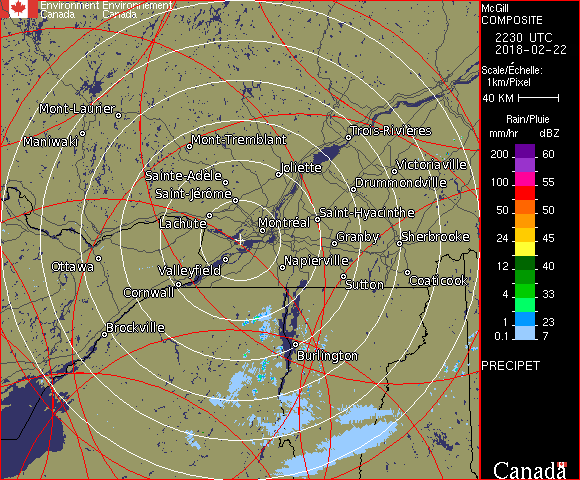 Environment Environnement
Canada Canada
McGill
COMPOSITE
2230 UTC
2018-02-22
Scale/Échelle:
1km/Pixel
40 KM
Rain/Pluie
mm/hr dBZ
200 60
155
100 55
50 50
24 45
12 40
4 33
1 23
0.1 7
PRECIPET
Canada
Mont-Laurier
Maniwaki
Mont-Tremblant
Trois-Rivières
Joliette
Victoriaville
Sainte-Adèle
Drummondville
Saint-Jérôme
Saint-Hyacinthe
Lachute
Montréal
Granby
Sherbrooke
Ottawa
Valleyfield
Napierville
Cornwall
Sutton
Coaticook
Brockville
Burlington